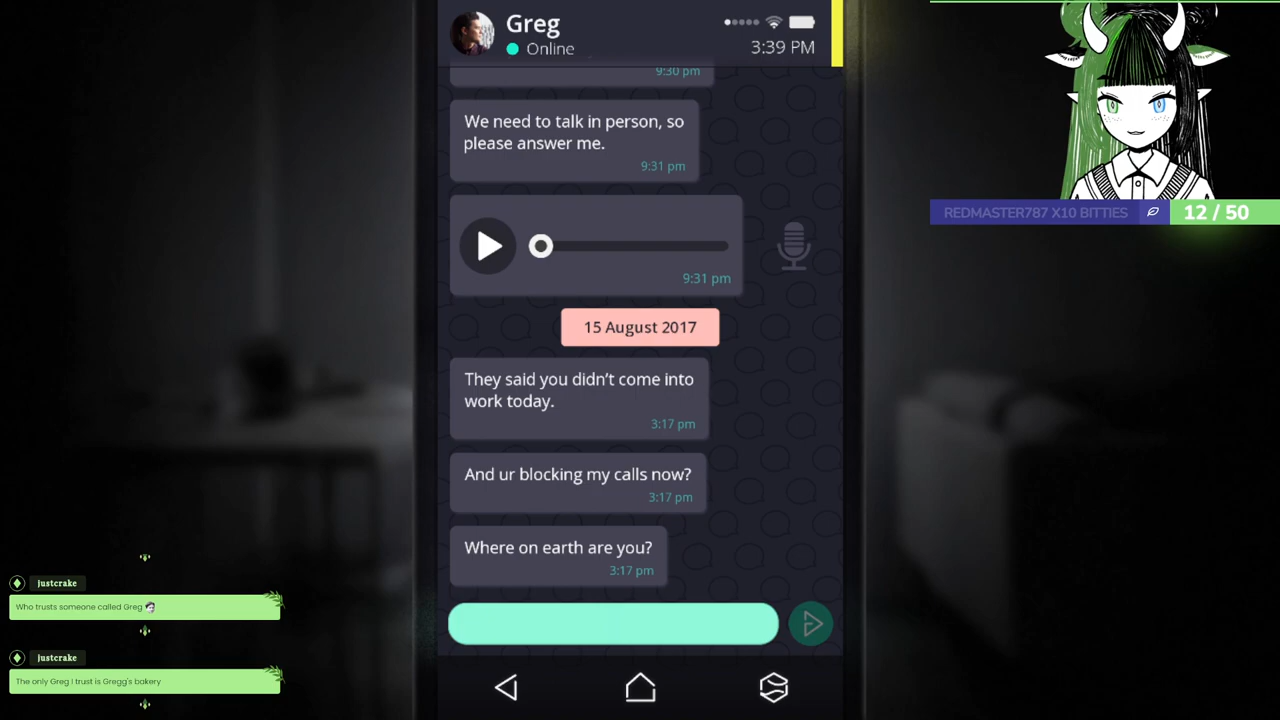 Greg
Online
3:39 PM
9:30 pm
We need to talk in person, so
please answer me.
9:31 pm
9:31 pm
15 August 2017
They said you didn’t come into
work today.
3:17 pm
And ur blocking my calls now?
3:17 pm
Where on earth are you?
3:17 pm
REDMASTER787 X10 BITTIES
12 / 50
Justcrake
Who trusts someone called Greg
Justcrake
The only Greg I trust is Gregg's bakery